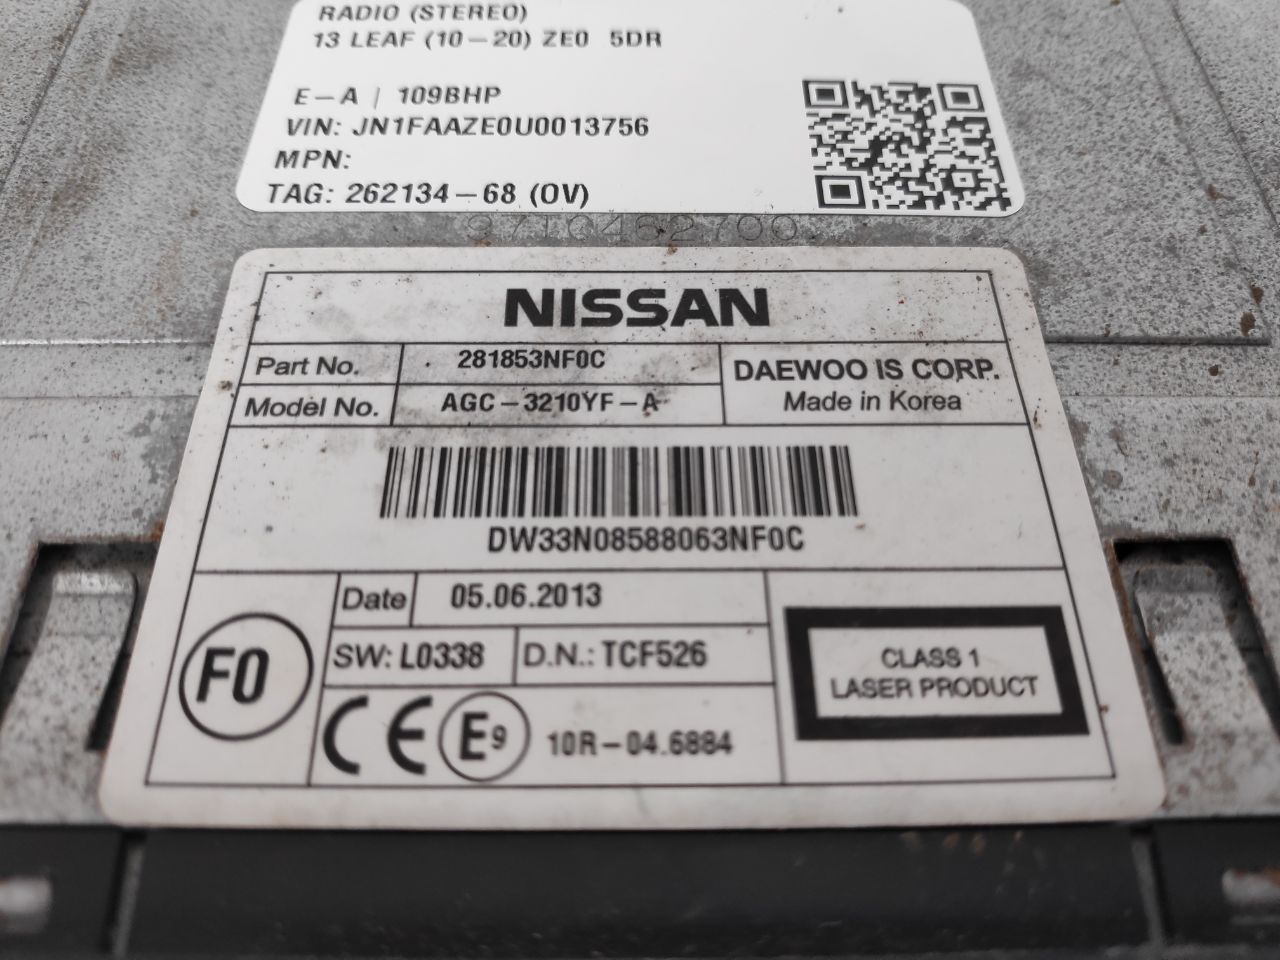 RADIO (STEREO)
13 LEAF (10-20) ZE0 5DR
E-A | 109BHP
VIN: JN1FAAZE0U0013756
MPN:
TAG: 262134-68 (OV)
NISSAN
Part No. 281853NF0C
DAEWOO IS CORP.
Model No. AGC-3210YF-A
Made in Korea
DW33N08588063NF0C
Date 05.06.2013
FO
SW: L0338 D.N.: TCF526
CLASS 1
LASER PRODUCT
CE E9 10R-04.6884